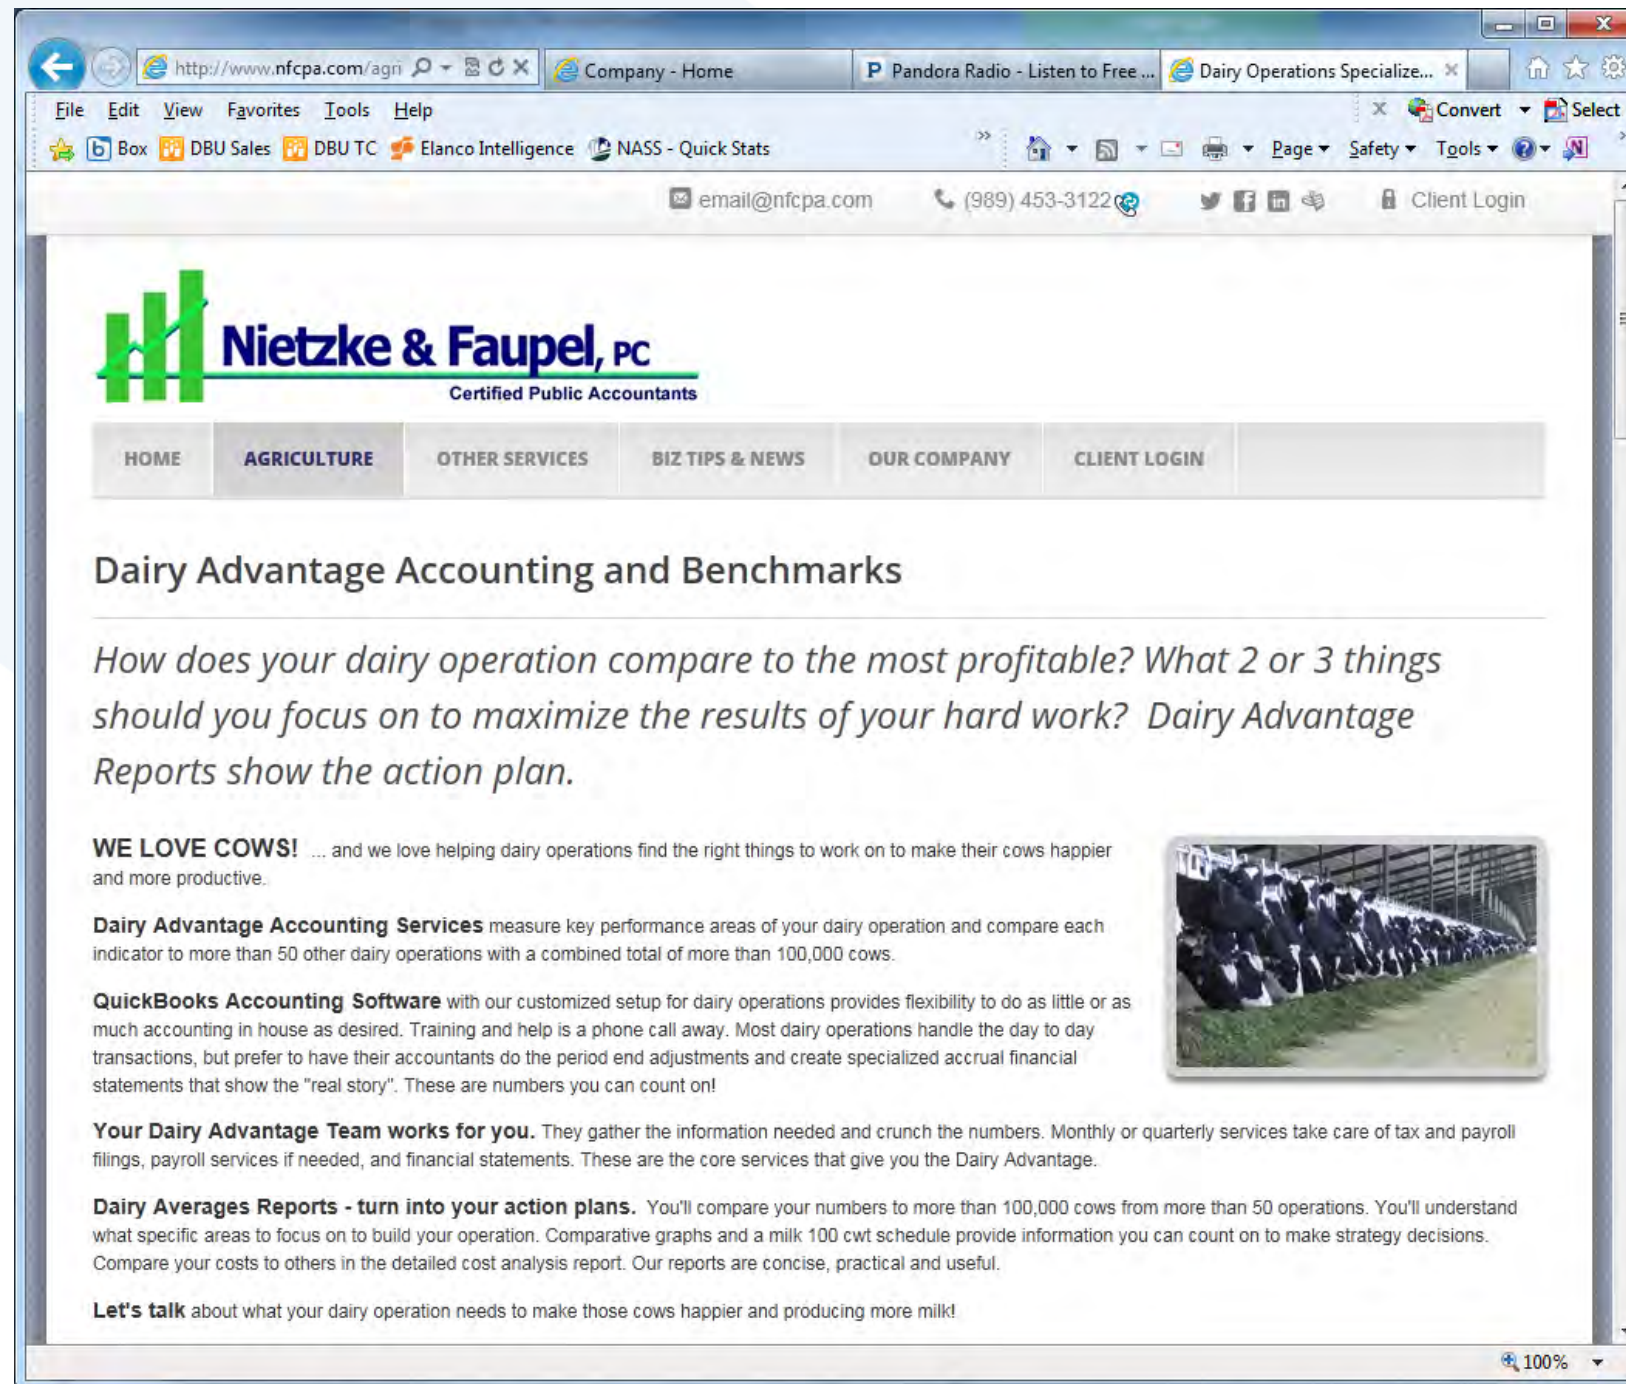 http://www.nfcpa.com/agri
Company - Home
P Pandora Radio - Listen to Free ...
Dairy Operations Specialize...
File Edit View Favorites Tools Help
Convert
Select
Box
DBU Sales
DBU TC
Elanco Intelligence
NASS - Quick Stats
Page
Safety
Tools
email@nfcpa.com
(989) 453-3122
Client Login
Nietzke & Faupel, PC
Certified Public Accountants
HOME AGRICULTURE OTHER SERVICES BIZ TIPS & NEWS OUR COMPANY CLIENT LOGIN
Dairy Advantage Accounting and Benchmarks
How does your dairy operation compare to the most profitable? What 2 or 3 things
should you focus on to maximize the results of your hard work? Dairy Advantage
Reports show the action plan.
WE LOVE COWS! ... and we love helping dairy operations find the right things to work on to make their cows happier
and more productive.
Dairy Advantage Accounting Services measure key performance areas of your dairy operation and compare each
indicator to more than 50 other dairy operations with a combined total of more than 100,000 cows.
QuickBooks Accounting Software with our customized setup for dairy operations provides flexibility to do as little or as
much accounting in house as desired. Training and help is a phone call away. Most dairy operations handle the day to day
transactions, but prefer to have their accountants do the period end adjustments and create specialized accrual financial
statements that show the "real story". These are numbers you can count on!
Your Dairy Advantage Team works for you. They gather the information needed and crunch the numbers. Monthly or quarterly services take care of tax and payroll
filings, payroll services if needed, and financial statements. These are the core services that give you the Dairy Advantage.
Dairy Averages Reports - turn into your action plans. You'll compare your numbers to more than 100,000 cows from more than 50 operations. You'll understand
what specific areas to focus on to build your operation. Comparative graphs and a milk 100 cwt schedule provide information you can count on to make strategy decisions.
Compare your costs to others in the detailed cost analysis report. Our reports are concise, practical and useful.
Let's talk about what your dairy operation needs to make those cows happier and producing more milk!
100%